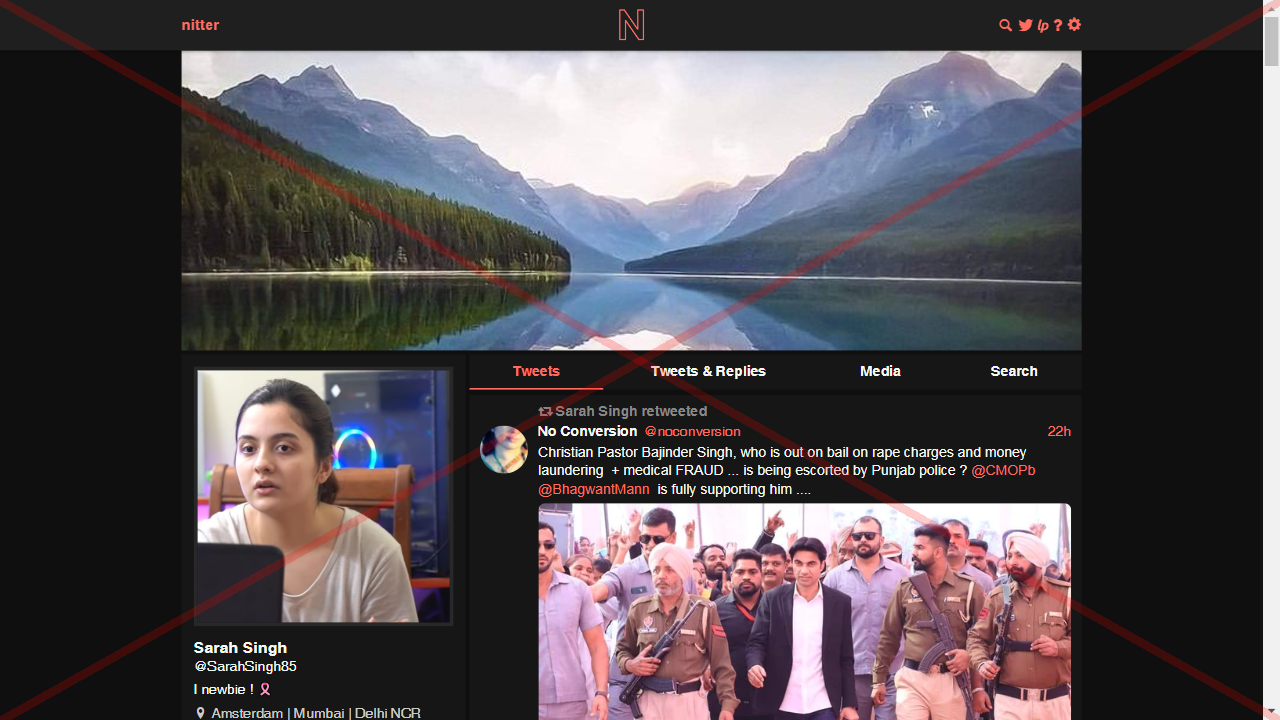 nitter
N
lp ?
Tweets
Tweets & Replies
Media
Search
Sarah Singh retweeted
No Conversion @noconversion 22h
Christian Pastor Bajinder Singh, who is out on bail on rape charges and money
laundering + medical FRAUD ... is being escorted by Punjab police ? @CMOPb
@BhagwantMann is fully supporting him ....
Sarah Singh
@SarahSingh85
I newbie !
Amsterdam | Mumbai | Delhi NCR